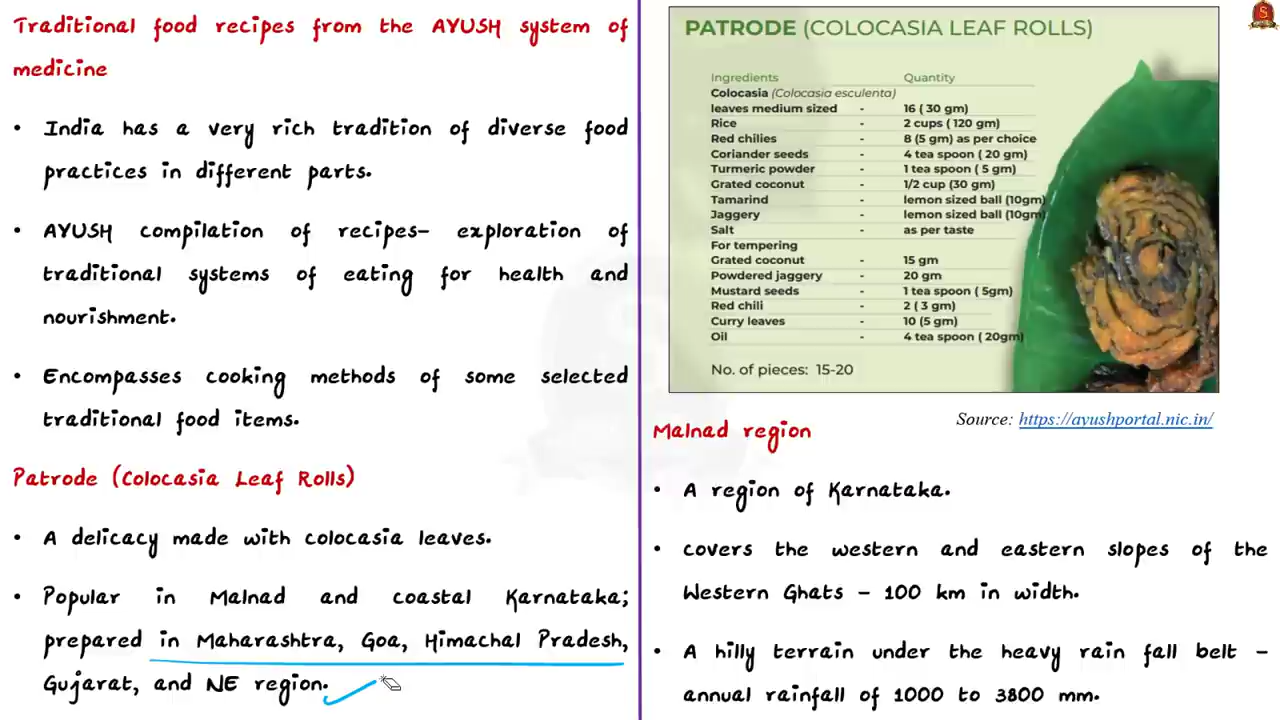 Traditional food recipes from the AYUSH system of
medicine
• India has a very rich tradition of diverse food
practices in different parts.
• AYUSH compilation of recipes- exploration of
traditional systems of eating for health and
nourishment.
• Encompasses cooking methods of some selected
traditional food items.
Patrode (Colocasia Leaf Rolls)
• A delicacy made with colocasia leaves.
• Popular in Malnad and coastal Karnataka;
prepared in Maharashtra, Goa, Himachal Pradesh,
Gujarat, and NE region.
PATRODE (COLOCASIA LEAF ROLLS)
Ingredients Quantity
Colocasia (Colocasia esculenta)
leaves medium sized - 16 ( 30 gm)
Rice - 2 cups ( 120 gm)
Red chilies - 8 (5 gm) as per choice
Coriander seeds - 4 tea spoon ( 20 gm)
Turmeric powder - 1 tea spoon ( 5 gm)
Grated coconut - 1/2 cup (30 gm)
Tamarind - lemon sized ball (10gm)
Jaggery - lemon sized ball (10gm)
Salt - as per taste
For tempering
Grated coconut - 15 gm
Powdered jaggery - 20 gm
Mustard seeds - 1 tea spoon ( 5gm)
Red chili - 2 ( 3 gm)
Curry leaves - 10 (5 gm)
Oil - 4 tea spoon ( 20gm)
No. of pieces: 15-20
Source: https://ayushportal.nic.in/
Malnad region
• A region of Karnataka.
• covers the western and eastern slopes of the
Western Ghats - 100 km in width.
• A hilly terrain under the heavy rain fall belt -
annual rainfall of 1000 to 3800 mm.